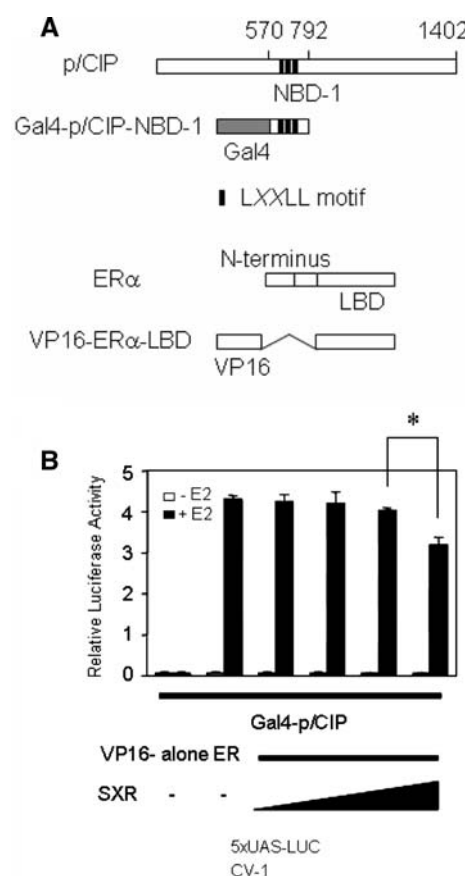 A
570 792 1402
p/CIP
NBD-1
Gal4-p/CIP-NBD-1
Gal4
LXXLL motif
N-terminus
ERα
LBD
VP16-ERα-LBD
VP16
*
B
5
4
3
2
1
0
Relative Luciferase Activity
- E2
+ E2
Gal4-p/CIP
VP16- alone ER
SXR - -
5xUAS-LUC
CV-1